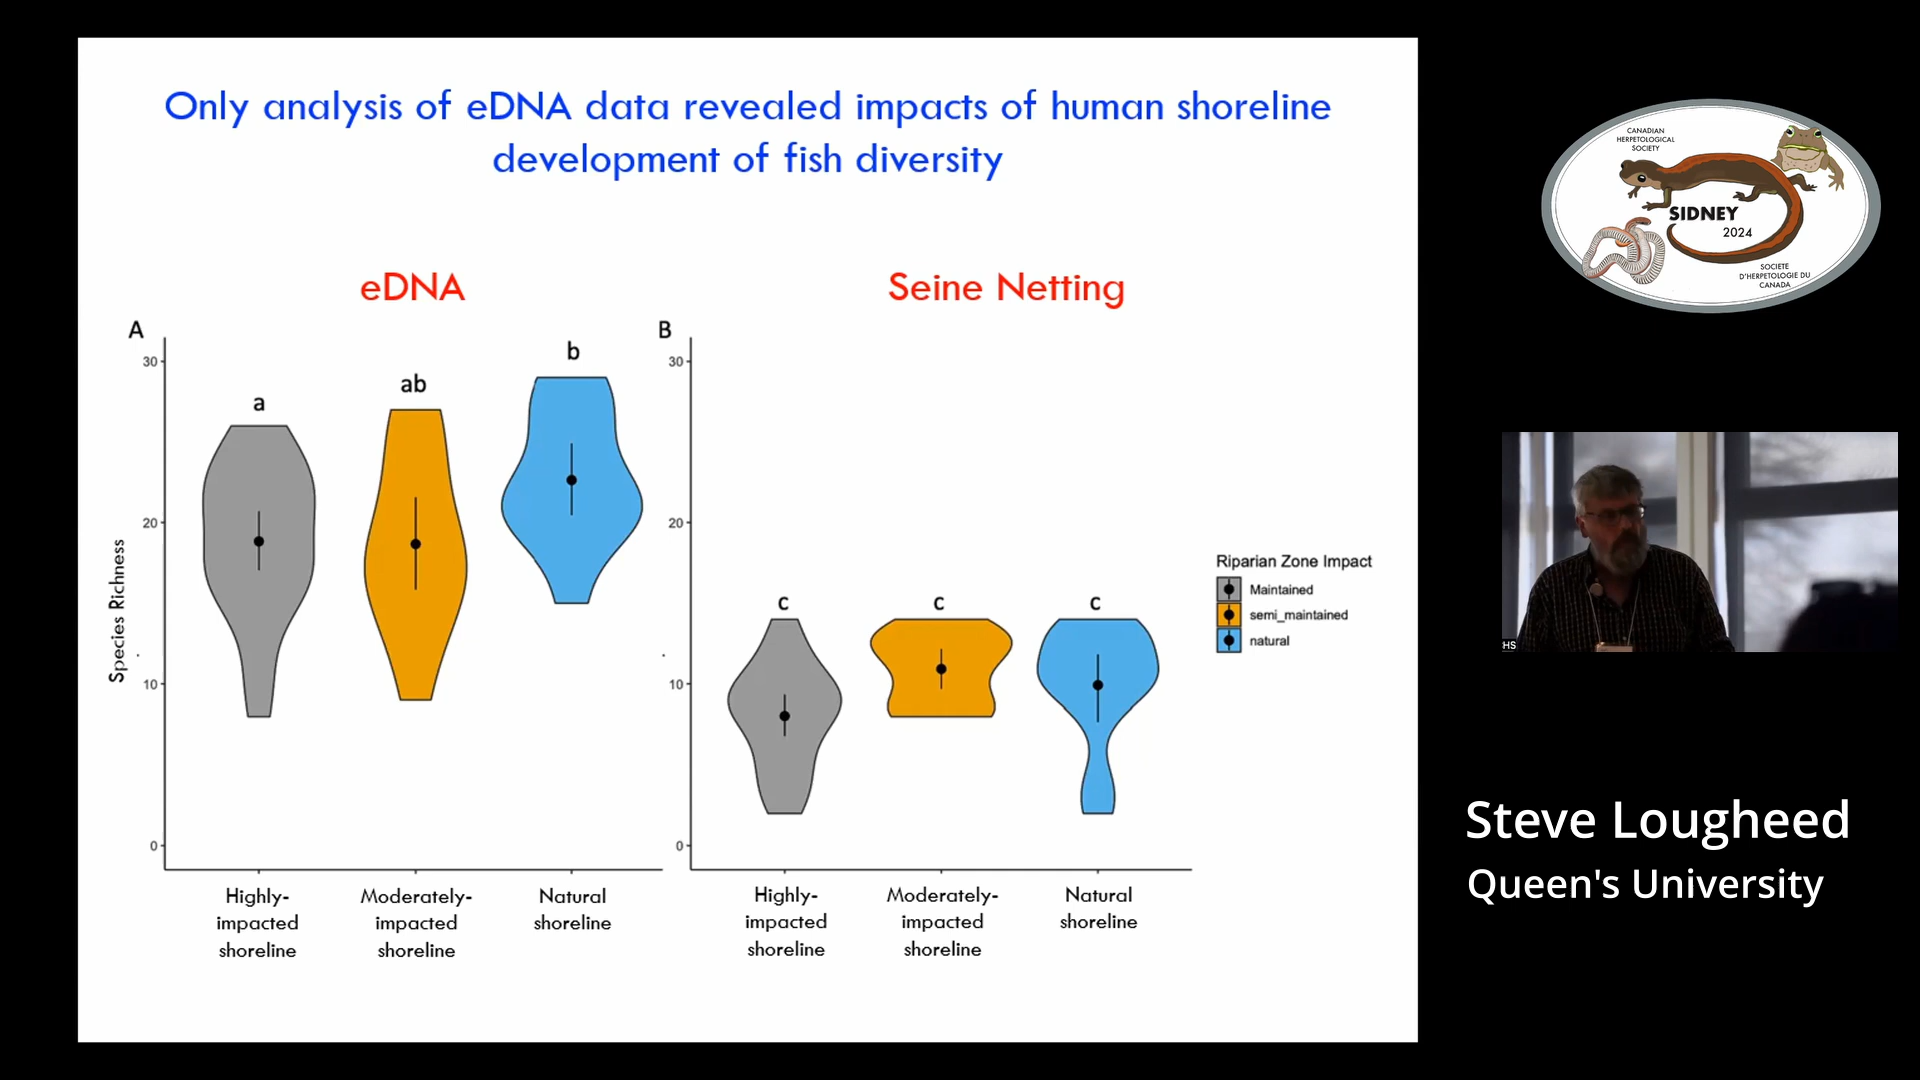 Only analysis of eDNA data revealed impacts of human shoreline
development of fish diversity
eDNA
Seine Netting
A
B
30
20
10
0
Species Richness
a
ab
b
30
20
10
0
c
c
c
Highly-
impacted
shoreline
Moderately-
impacted
shoreline
Natural
shoreline
Highly-
impacted
shoreline
Moderately-
impacted
shoreline
Natural
shoreline
Riparian Zone Impact
Maintained
semi_maintained
natural
CANADIAN
HERPETOLOGICAL
SOCIETY
SIDNEY
2024
SOCIETE
D'HERPETOLOGIE DU
CANADA
HS
Steve Lougheed
Queen's University